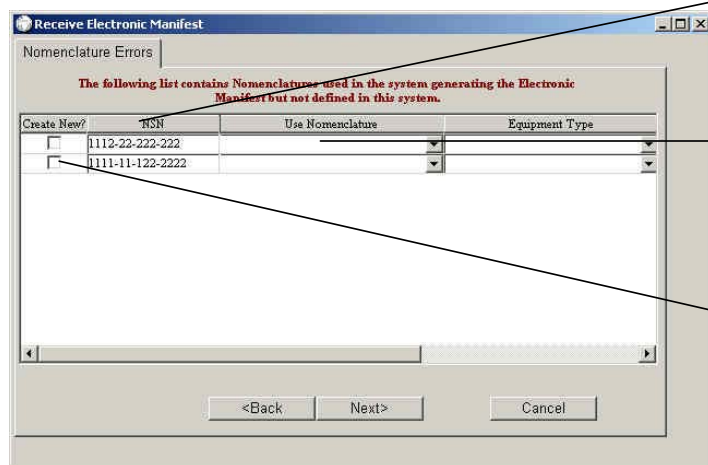 Receive Electronic Manifest
Nomenclature Errors
The following list contains Nomenclatures used in the system generating the Electronic
Manifest but not defined in this system.
Create New? NSN Use Nomenclature Equipment Type
1112-22-222-222
1111-11-122-2222
<Back Next> Cancel